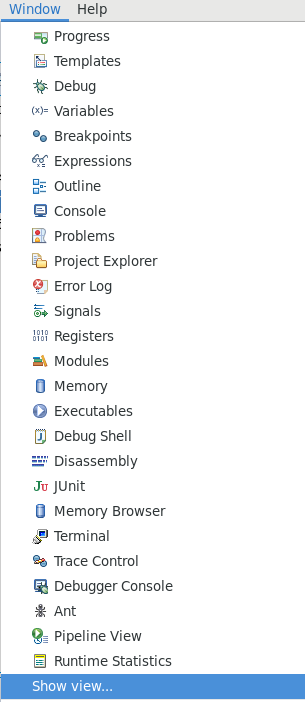 Window Help
Progress
Templates
Debug
Variables
Breakpoints
Expressions
Outline
Console
Problems
Project Explorer
Error Log
Signals
Registers
Modules
Memory
Executables
Debug Shell
Disassembly
JUnit
Memory Browser
Terminal
Trace Control
Debugger Console
Ant
Pipeline View
Runtime Statistics
Show view...